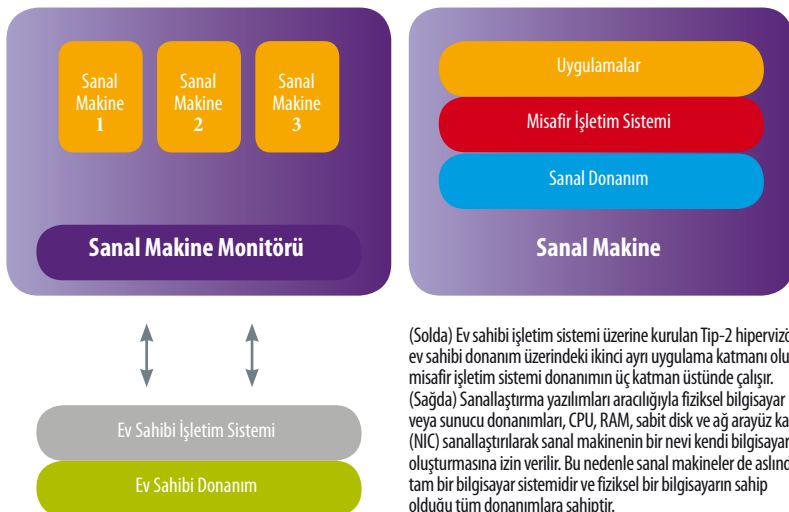 Sanal
Makine
1
Sanal
Makine
2
Sanal
Makine
3
Sanal Makine Monitörü
Ev Sahibi İşletim Sistemi
Ev Sahibi Donanım
Uygulamalar
Misafir İşletim Sistemi
Sanal Donanım
Sanal Makine
(Solda) Ev sahibi işletim sistemi üzerine kurulan Tip-2 hipervizö
ev sahibi donanım üzerindeki ikinci ayrı uygulama katmanı olu
misafir işletim sistemi donanımın üç katman üstünde çalışır.
(Sağda) Sanallaştırma yazılımları aracılığıyla fiziksel bilgisayar
veya sunucu donanımları, CPU, RAM, sabit disk ve ağ arayüz ka
(NIC) sanallaştırılarak sanal makinenin bir nevi kendi bilgisayar
oluşturmasına izin verilir. Bu nedenle sanal makineler de aslınd
tam bir bilgisayar sistemidir ve fiziksel bir bilgisayarın sahip
olduğu tüm donanımlara sahiptir.